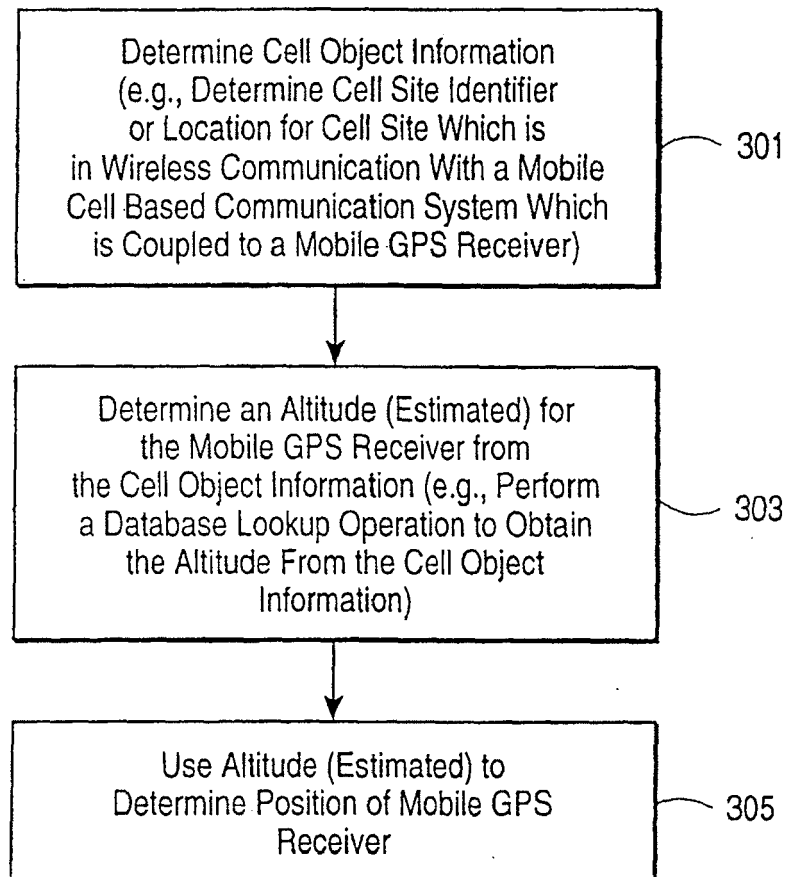 Determine Cell Object Information
(e.g., Determine Cell Site Identifier
or Location for Cell Site Which is
in Wireless Communication With a Mobile
Cell Based Communication System Which
is Coupled to a Mobile GPS Receiver)
301
Determine an Altitude (Estimated) for
the Mobile GPS Receiver from
the Cell Object Information (e.g., Perform
a Database Lookup Operation to Obtain
the Altitude From the Cell Object
Information)
303
Use Altitude (Estimated) to
Determine Position of Mobile GPS
Receiver
305